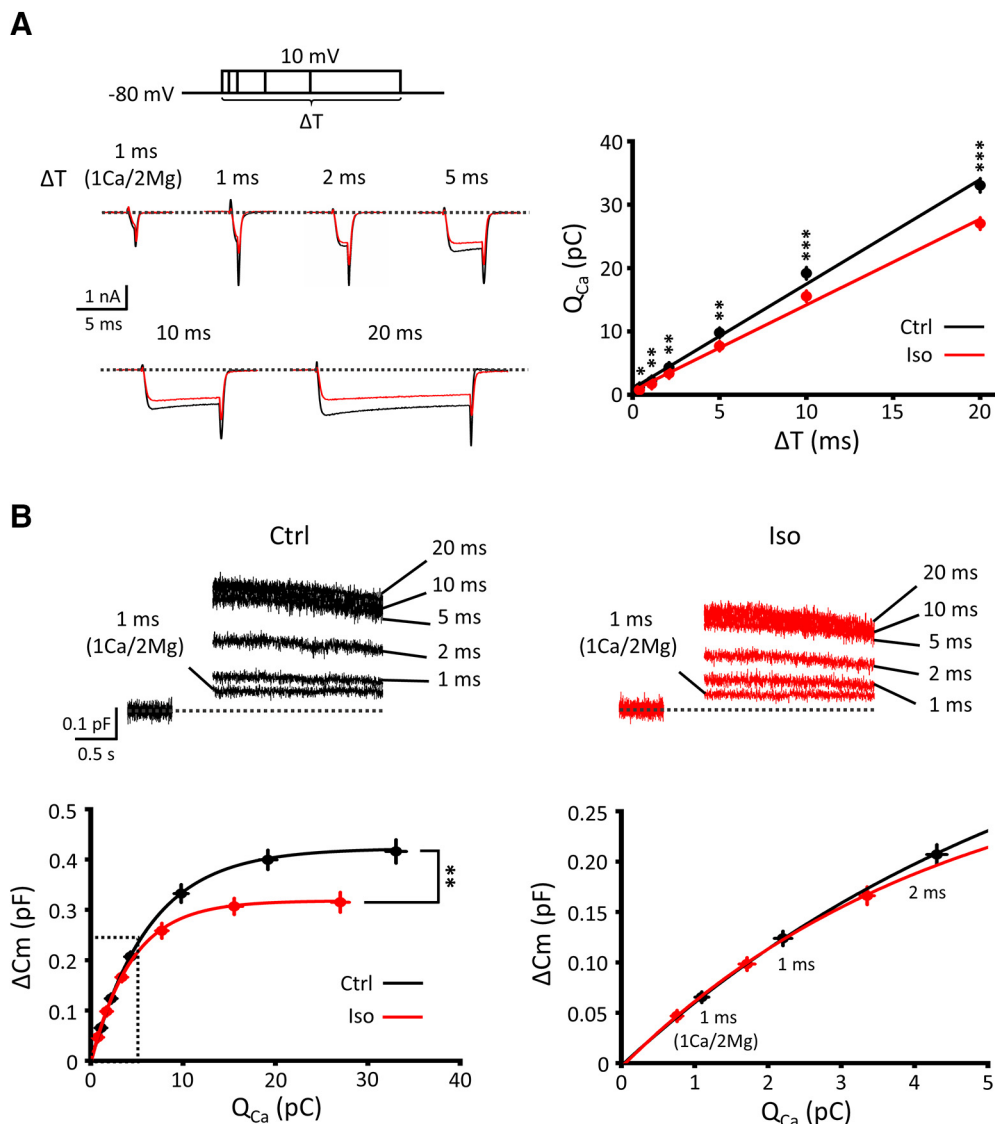 A
10 mV
-80 mV
ΔT
ΔT
1 ms
(1Ca/2Mg)
1 ms
2 ms
5 ms
1 nA
5 ms
10 ms
20 ms
40
30
20
10
0
Q_Ca (pC)
*
**
**
**
***
***
Ctrl
Iso
0
5
10
15
20
ΔT (ms)
B
Ctrl
20 ms
10 ms
5 ms
2 ms
1 ms
1 ms
(1Ca/2Mg)
0.1 pF
0.5 s
Iso
20 ms
10 ms
5 ms
2 ms
1 ms
1 ms
(1Ca/2Mg)
0.5
0.4
0.3
0.2
0.1
0
ΔCm (pF)
**
Ctrl
Iso
0
10
20
30
40
Q_Ca (pC)
0.25
0.20
0.15
0.10
0.05
0.00
ΔCm (pF)
2 ms
1 ms
1 ms
(1Ca/2Mg)
0
1
2
3
4
5
Q_Ca (pC)